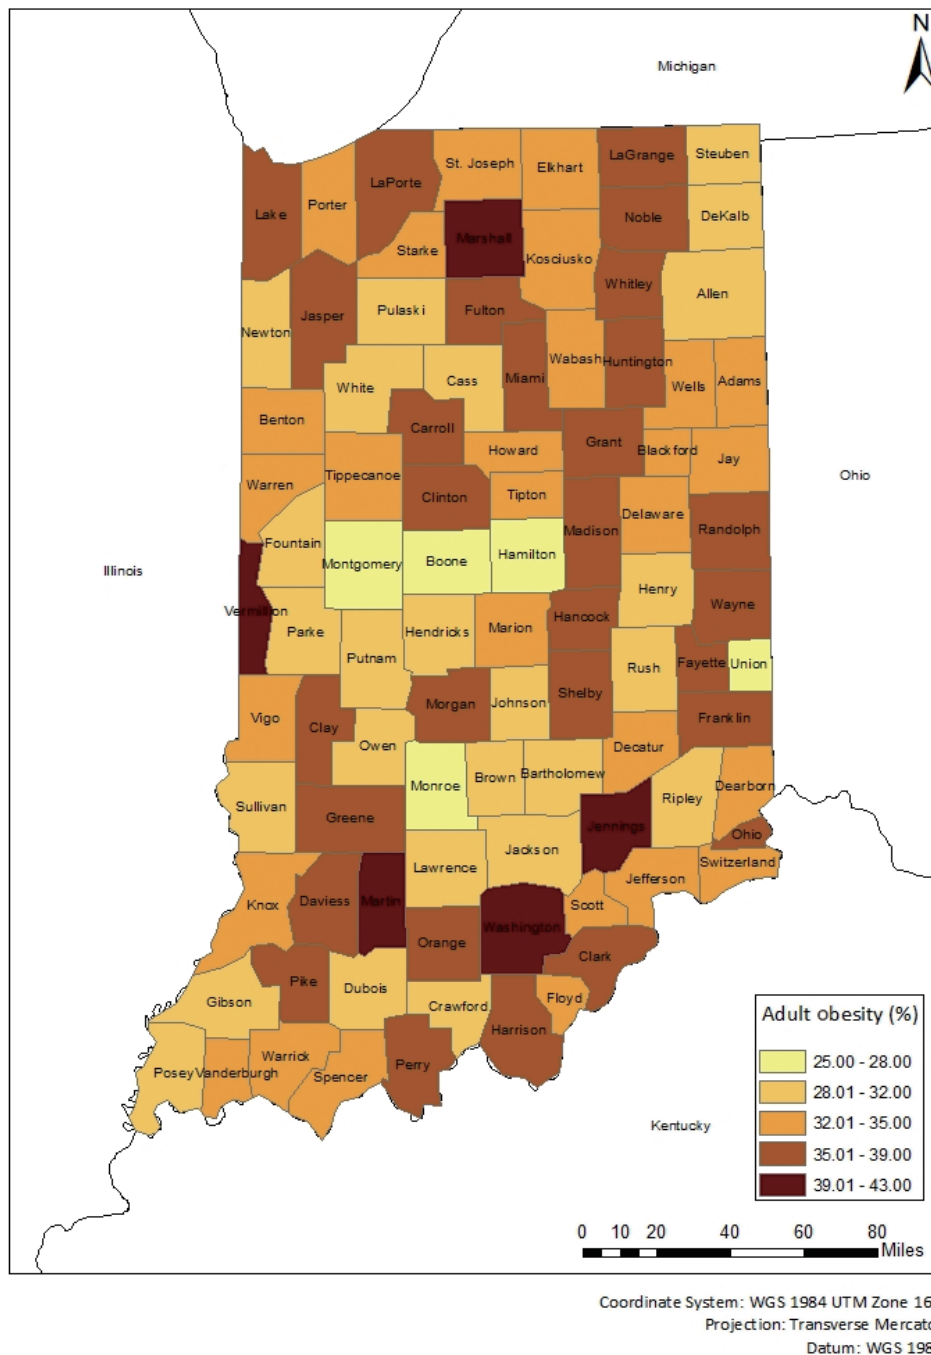 N
Michigan
Steuben
LaGrange
St. Joseph
Elkhart
LaPorte
Porter
Lake
Noble
DeKalb
Marshall
Starke
Kosciusko
Whitley
Allen
Fulton
Pulaski
Jasper
Newton
Wabash
Huntington
Miami
Cass
White
Wells
Adams
Benton
Carroll
Grant
Howard
Blackford
Jay
Tippecanoe
Ohio
Warren
Clinton
Tipton
Delaware
Madison
Randolph
Fountain
Hamilton
Boone
Montgomery
Illinois
Henry
Wayne
Vermillion
Hancock
Marion
Hendricks
Parke
Putnam
Rush
Fayette
Union
Shelby
Johnson
Morgan
Vigo
Clay
Franklin
Owen
Decatur
Bartholomew
Brown
Monroe
Dearborn
Ripley
Sullivan
Greene
Jennings
Ohio
Jackson
Switzerland
Lawrence
Jefferson
Knox
Daviess
Martin
Scott
Washington
Orange
Clark
Pike
Dubois
Gibson
Crawford
Floyd
Harrison
Warrick
Perry
Posey
Vanderburgh
Spencer
Kentucky
Adult obesity (%)
25.00 - 28.00
28.01 - 32.00
32.01 - 35.00
35.01 - 39.00
39.01 - 43.00
0 10 20 40 60 80
Miles
Coordinate System: WGS 1984 UTM Zone 16
Projection: Transverse Mercato
Datum: WGS 198